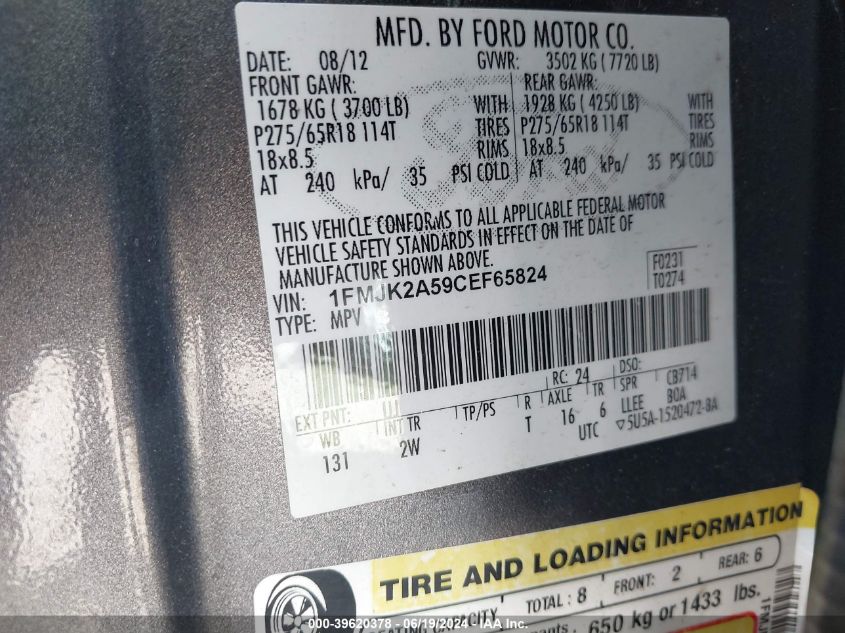 MFD. BY FORD MOTOR CO.
DATE: 08/12 GVWR: 3502 KG ( 7720 LB)
FRONT GAWR: REAR GAWR:
1678 KG ( 3700 LB) WITH 1928 KG ( 4250 LB) WITH
P275/65R18 114T TIRES P275/65R18 114T TIRES
18x8.5 RIMS 18x8.5 RIMS
AT 240 kPa/ 35 PSI COLD AT 240 kPa/ 35 PSI COLD
THIS VEHICLE CONFORMS TO ALL APPLICABLE FEDERAL MOTOR
VEHICLE SAFETY STANDARDS IN EFFECT ON THE DATE OF
MANUFACTURE SHOWN ABOVE.
F0231
VIN: 1FMJK2A59CEF65824 T0274
TYPE: MPV
RC: 24 DSO:
EXT PNT: UJ AXLE TR SPR CB714
WB INT TR TP/PS R 16 6 LLEE BOA
131 2W T UTC 5U5A-1520472-BA
TIRE AND LOADING INFORMATION
CAPACITY TOTAL : 8 FRONT: 2 REAR: 6
650 kg or 1433 lbs.
1FM
000-39620378 - 06/19/2024 -